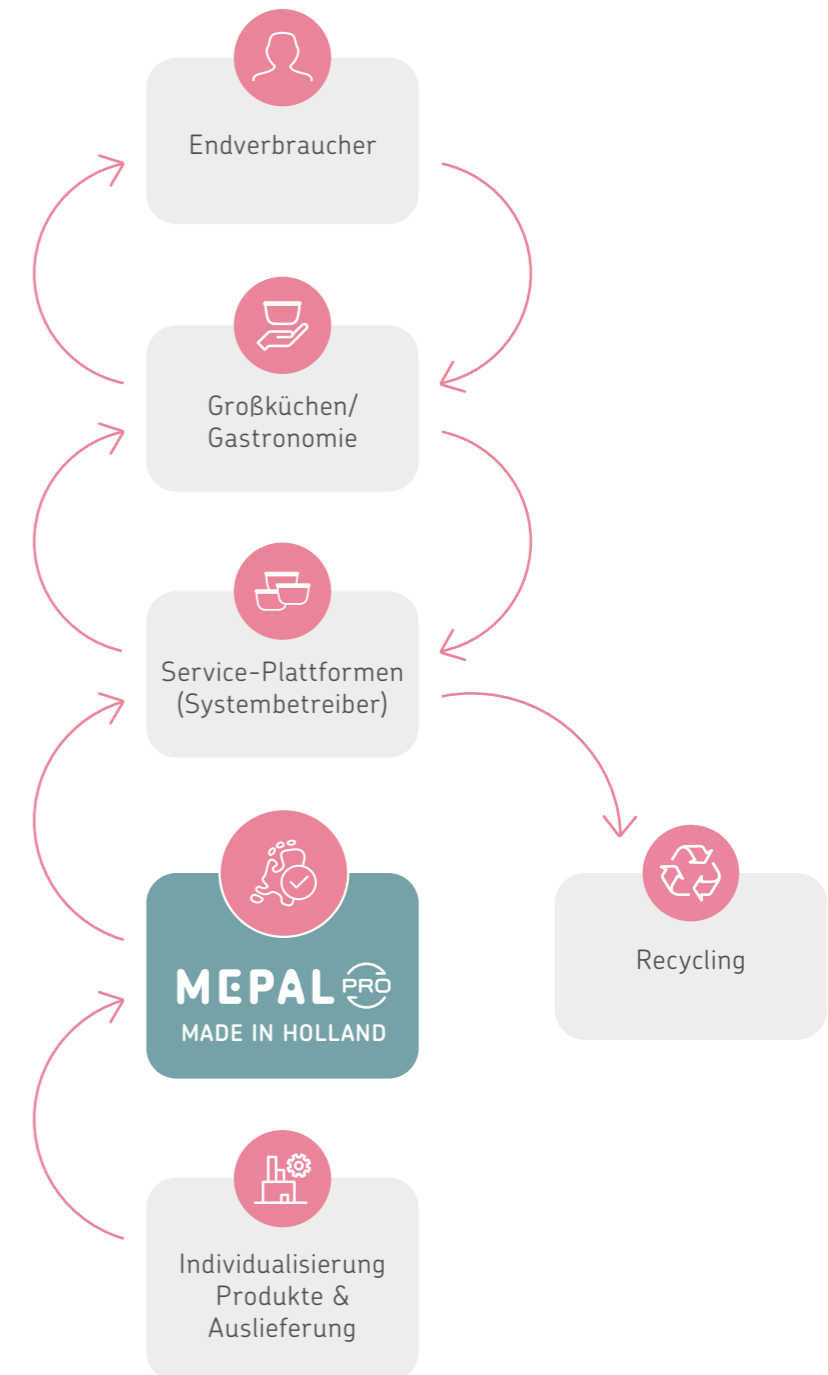 Endverbraucher
Großküchen/
Gastronomie
Service-Plattformen
(Systembetreiber)
MEPAL PRO
MADE IN HOLLAND
Recycling
Individualisierung
Produkte &
Auslieferung